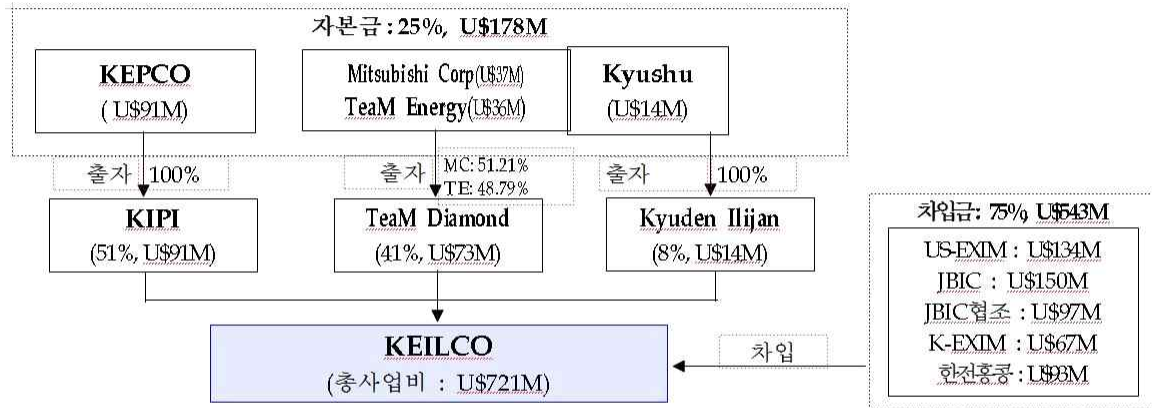 자본금 : 25%, U$178M
KEPCO
( U$91M)
Mitsubishi Corp(U$37M)
TeaM Energy(U$36M)
Kyushu
(U$14M)
출자 100%
출자 MC: 51.21%
TE: 48.79%
출자 100%
KIPI
(51%, U$91M)
TeaM Diamond
(41%, U$73M)
Kyuden Ilijan
(8%, U$14M)
차입금: 75%, U$543M
US-EXIM : U$134M
JBIC : U$150M
JBIC협조 : U$97M
K-EXIM : U$67M
한전홍콩 : U$93M
차입
KEILCO
(총사업비 : U$721M)